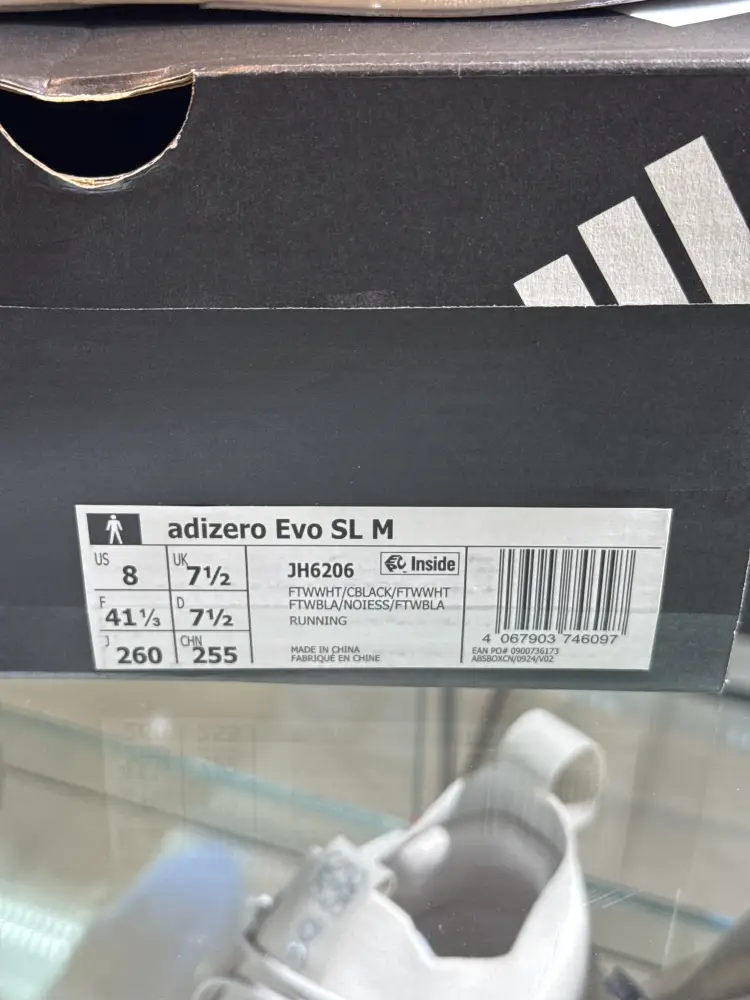 adizero Evo SL M
US 8 UK 7½
F 41⅓ D 7½
J 260 CHN 255
JH6206 Inside
FTWWHT/CBLACK/FTWWHT
FTWBLA/NOIESS/FTWBLA
RUNNING
MADE IN CHINA
FABRIQUÉ EN CHINE
4 067903 746097
EAN PO# 0900736173
ABSBOXCN/0924/V02